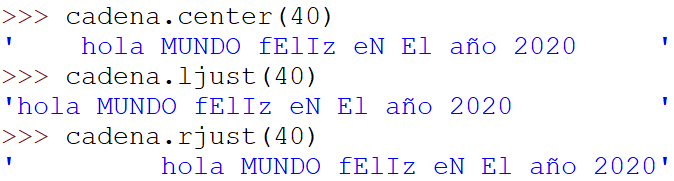 >>> cadena.center(40)
'    hola MUNDO fElIz eN El año 2020     '
>>> cadena.ljust(40)
'hola MUNDO fElIz eN El año 2020         '
>>> cadena.rjust(40)
'         hola MUNDO fElIz eN El año 2020'